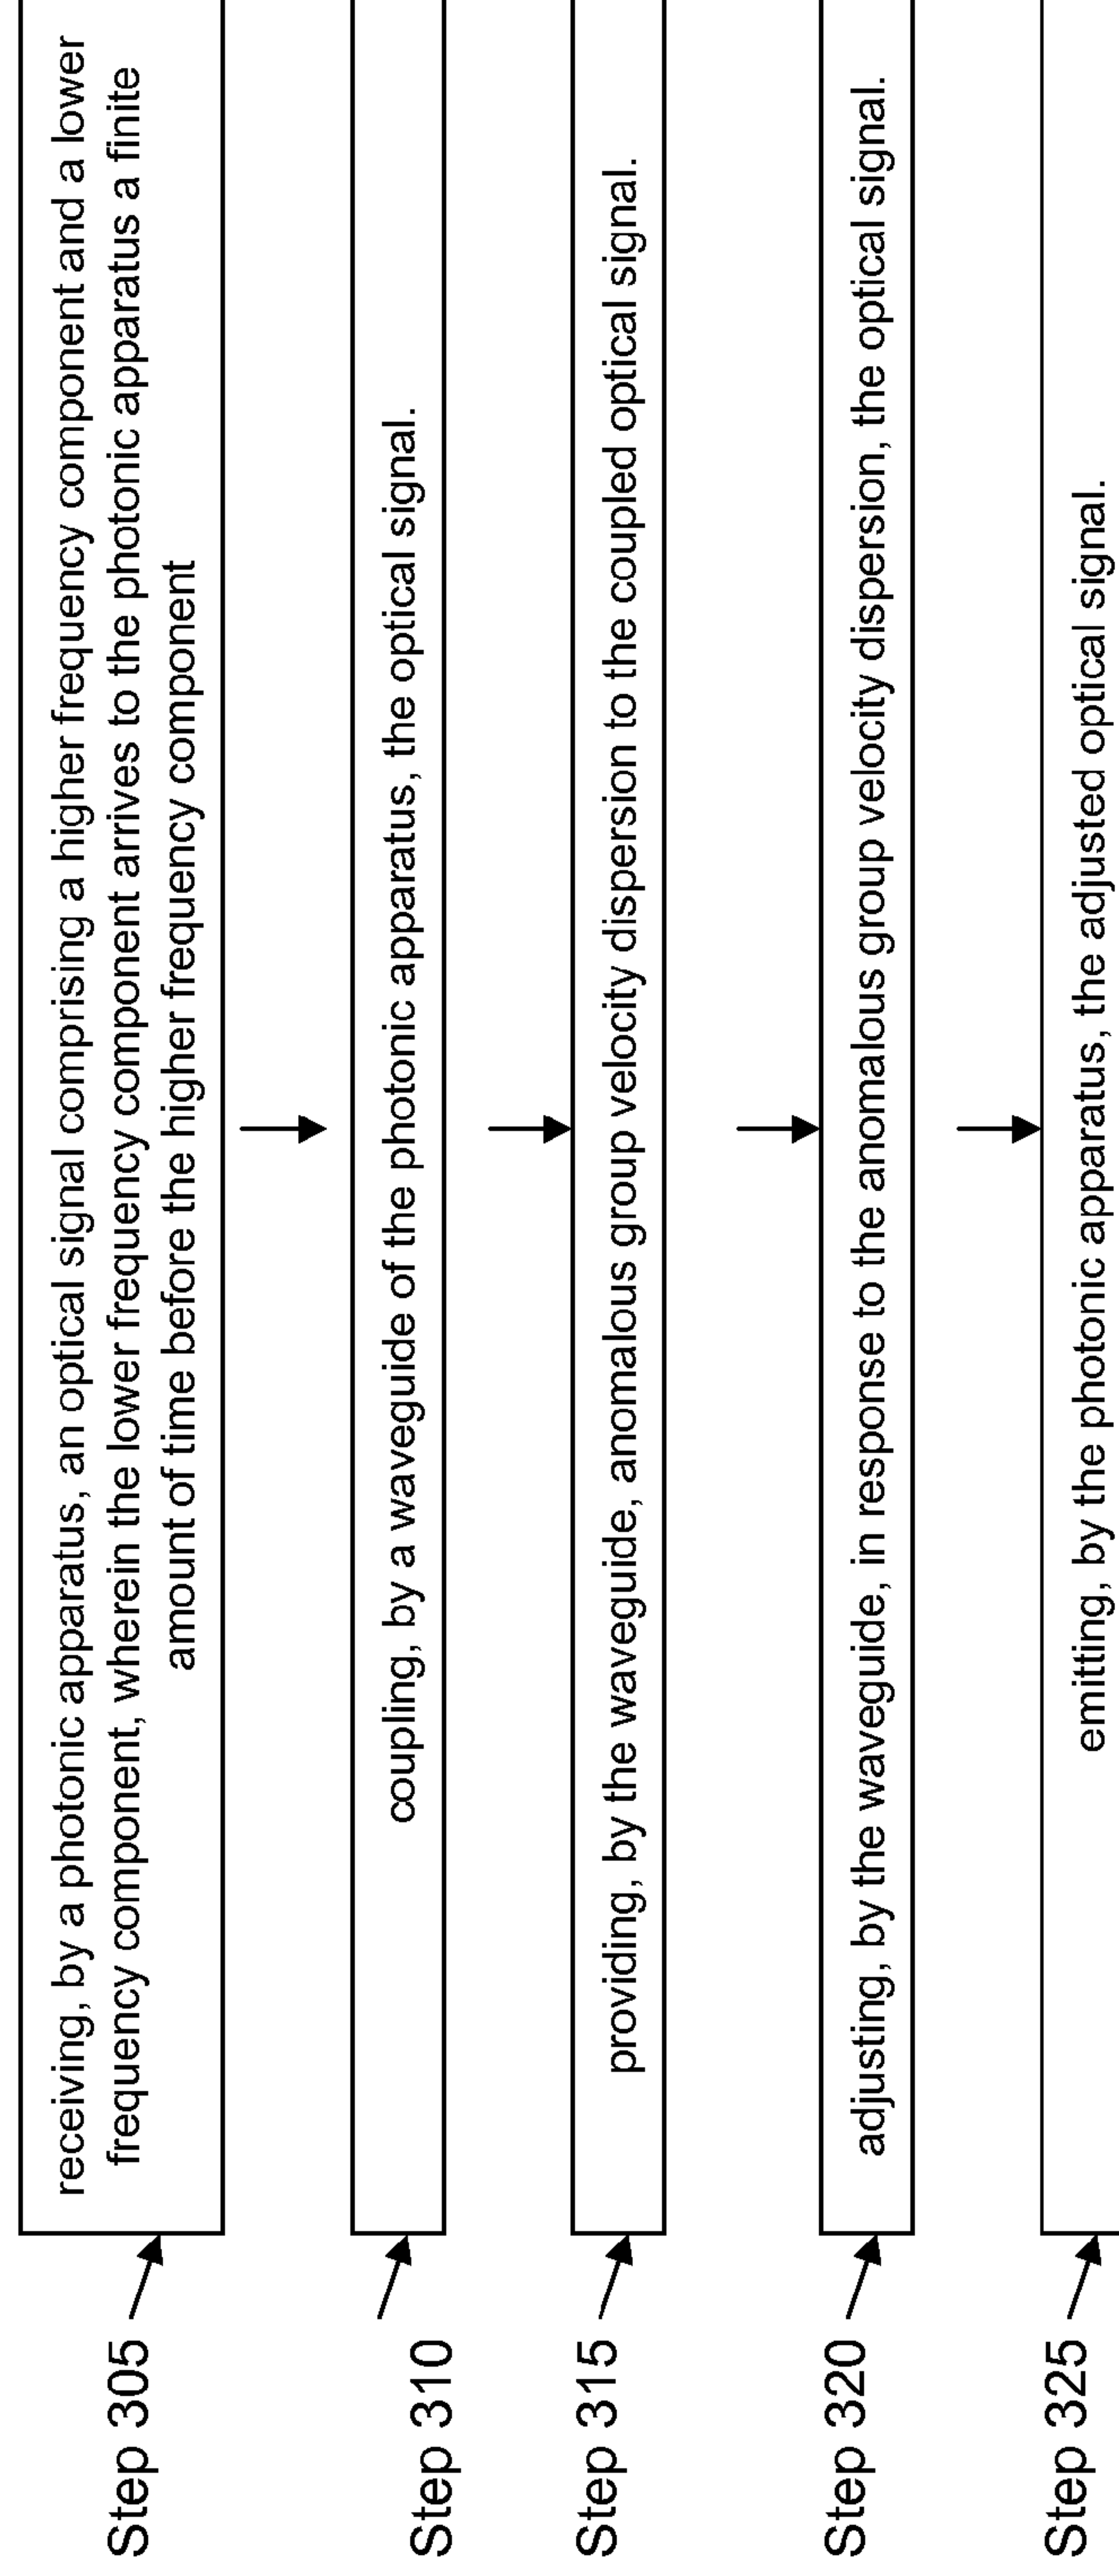 Step 305
receiving, by a photonic apparatus, an optical signal comprising a higher frequency component and a lower
frequency component, wherein the lower frequency component arrives to the photonic apparatus a finite
amount of time before the higher frequency component
Step 310
coupling, by a waveguide of the photonic apparatus, the optical signal.
Step 315
providing, by the waveguide, anomalous group velocity dispersion to the coupled optical signal.
Step 320
adjusting, by the waveguide, in response to the anomalous group velocity dispersion, the optical signal.
Step 325
emitting, by the photonic apparatus, the adjusted optical signal.